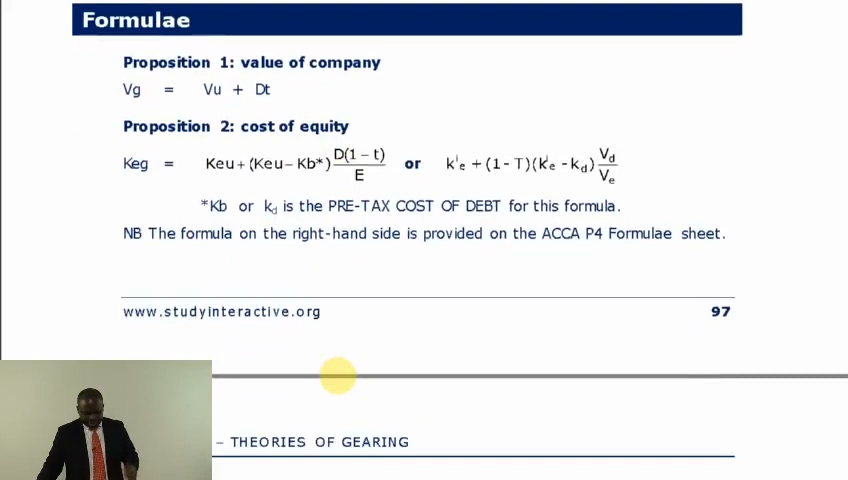 Formulae
Proposition 1: value of company
Vg = Vu + Dt
Proposition 2: cost of equity
Keg = Keu + (Keu – Kb*) D(1 – t) / E or kⁱe + (1 - T)(kⁱe - kd) Vd / Ve
*Kb or kd is the PRE-TAX COST OF DEBT for this formula.
NB The formula on the right-hand side is provided on the ACCA P4 Formulae sheet.
www.studyinteractive.org 97
– THEORIES OF GEARING